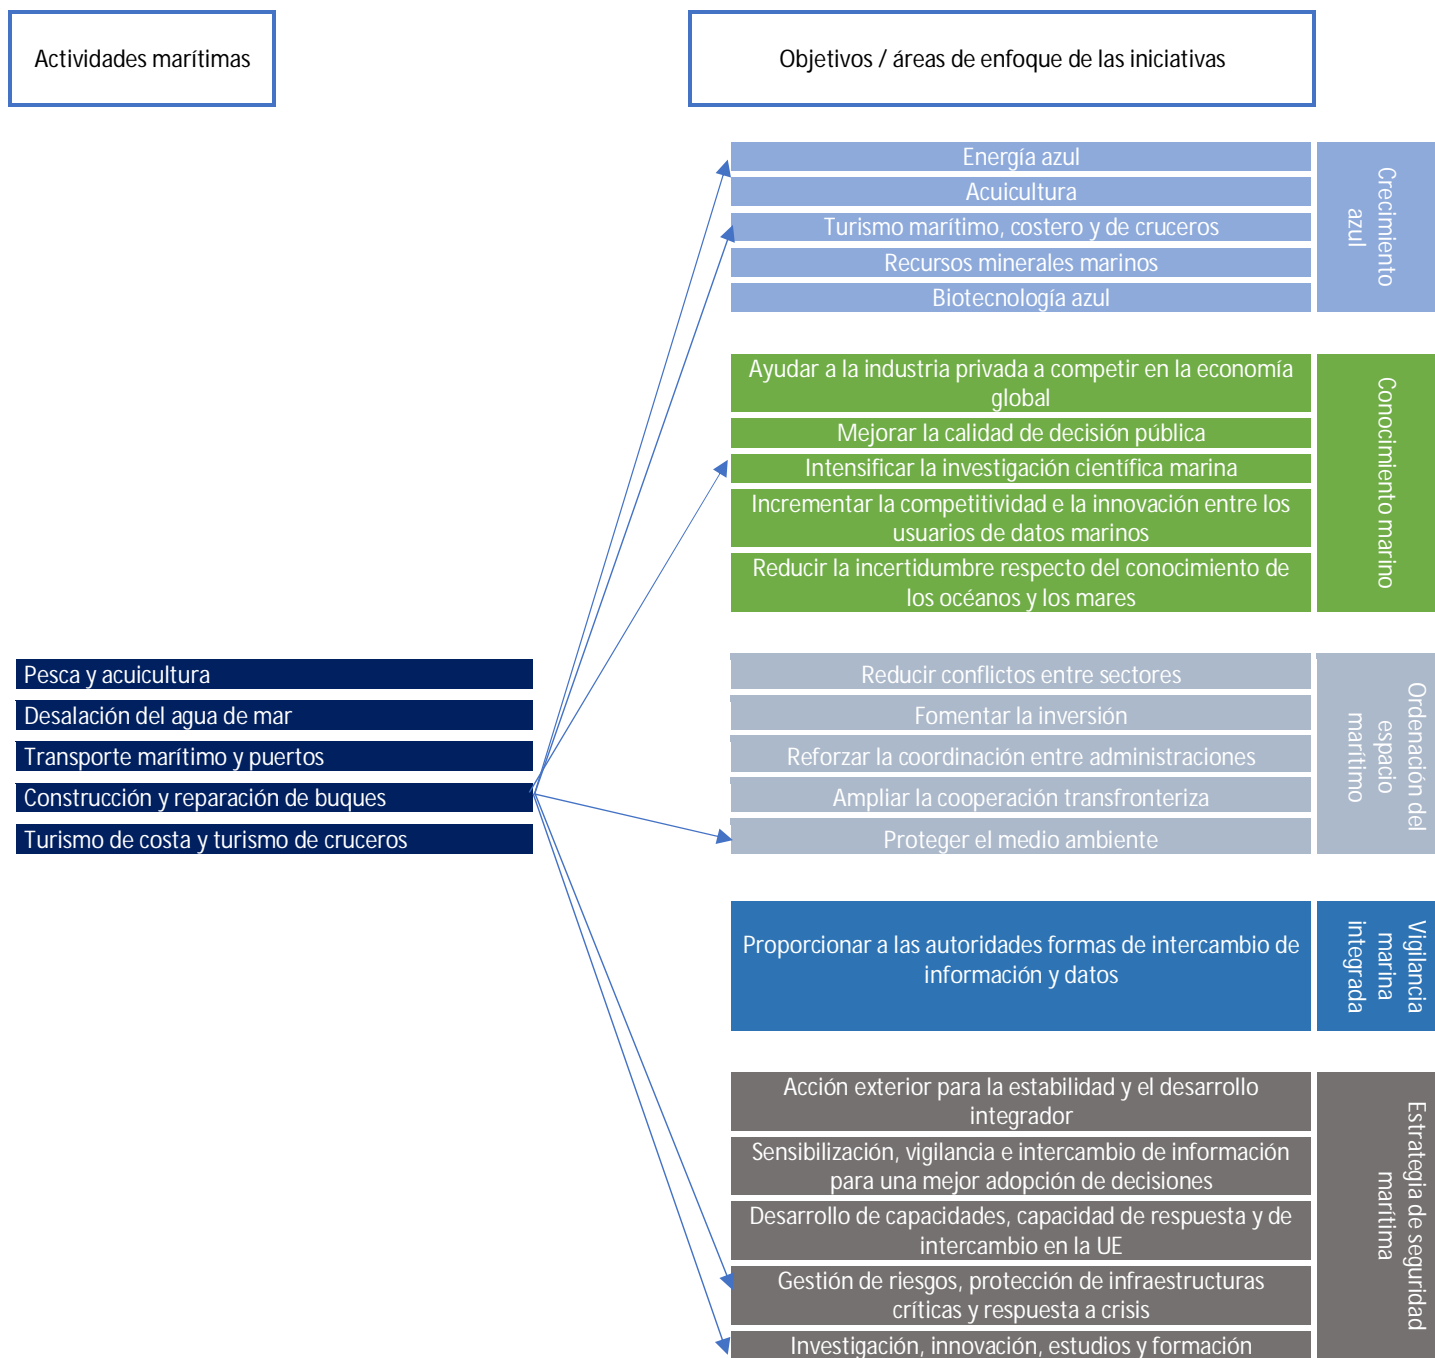 Actividades marítimas
Objetivos / áreas de enfoque de las iniciativas
Energía azul
Acuicultura
Turismo marítimo, costero y de cruceros
Recursos minerales marinos
Biotecnología azul
Crecimiento
azul
Ayudar a la industria privada a competir en la economía
global
Mejorar la calidad de decisión pública
Intensificar la investigación científica marina
Incrementar la competitividad e la innovación entre los
usuarios de datos marinos
Reducir la incertidumbre respecto del conocimiento de
los océanos y los mares
Conocimiento marino
Pesca y acuicultura
Desalación del agua de mar
Transporte marítimo y puertos
Construcción y reparación de buques
Turismo de costa y turismo de cruceros
Reducir conflictos entre sectores
Fomentar la inversión
Reforzar la coordinación entre administraciones
Ampliar la cooperación transfronteriza
Proteger el medio ambiente
Ordenación del
espacio
marítimo
Proporcionar a las autoridades formas de intercambio de
información y datos
Vigilancia
marina
integrada
Acción exterior para la estabilidad y el desarrollo
integrador
Sensibilización, vigilancia e intercambio de información
para una mejor adopción de decisiones
Desarrollo de capacidades, capacidad de respuesta y de
intercambio en la UE
Gestión de riesgos, protección de infraestructuras
críticas y respuesta a crisis
Investigación, innovación, estudios y formación
Estrategia de seguridad
marítima